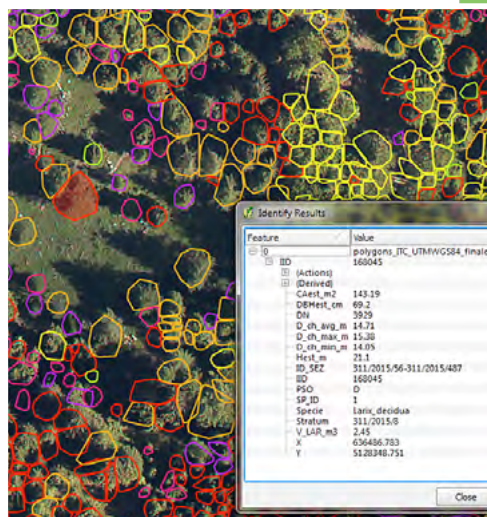 Identify Results
Feature Value
0 polygons_ITC_UTMWGS84_finale
IID 168045
(Actions)
(Derived)
CAest_m2 143.19
DBHest_cm 69.2
DN 3929
D_ch_avg_m 14.71
D_ch_max_m 15.38
D_ch_min_m 14.05
Hest_m 21.1
ID_SEZ 311/2015/56-311/2015/487
IID 168045
PSO D
SP_ID 1
Specie Larix_decidua
Stratum 311/2015/8
V_LAR_m3 2.45
X 636486.783
Y 5128348.751
Close